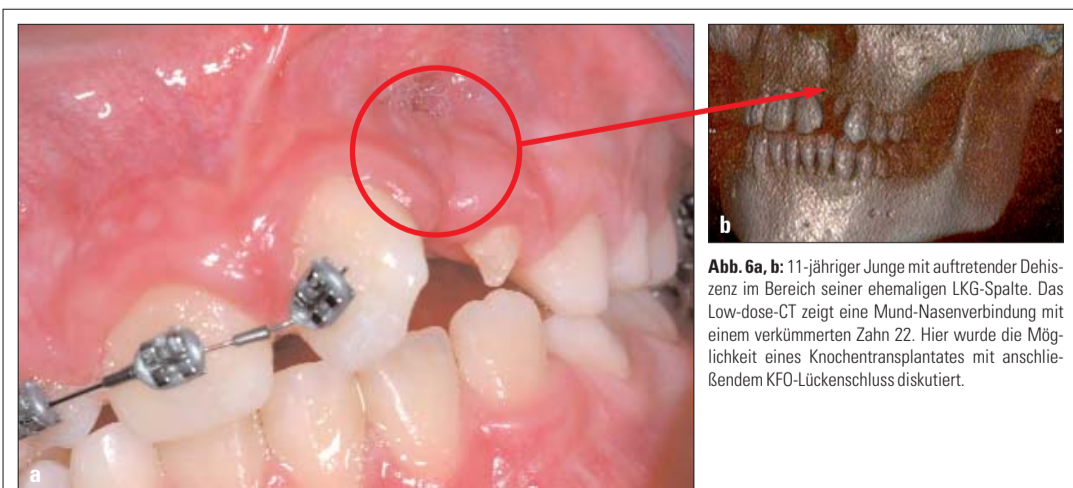 a
b
Abb. 6a, b: 11-jähriger Junge mit auftretender Dehis-
zenz im Bereich seiner ehemaligen LKG-Spalte. Das
Low-dose-CT zeigt eine Mund-Nasenverbindung mit
einem verkümmerten Zahn 22. Hier wurde die Mög-
lichkeit eines Knochentransplantates mit anschlie-
ßendem KFO-Lückenschluss diskutiert.